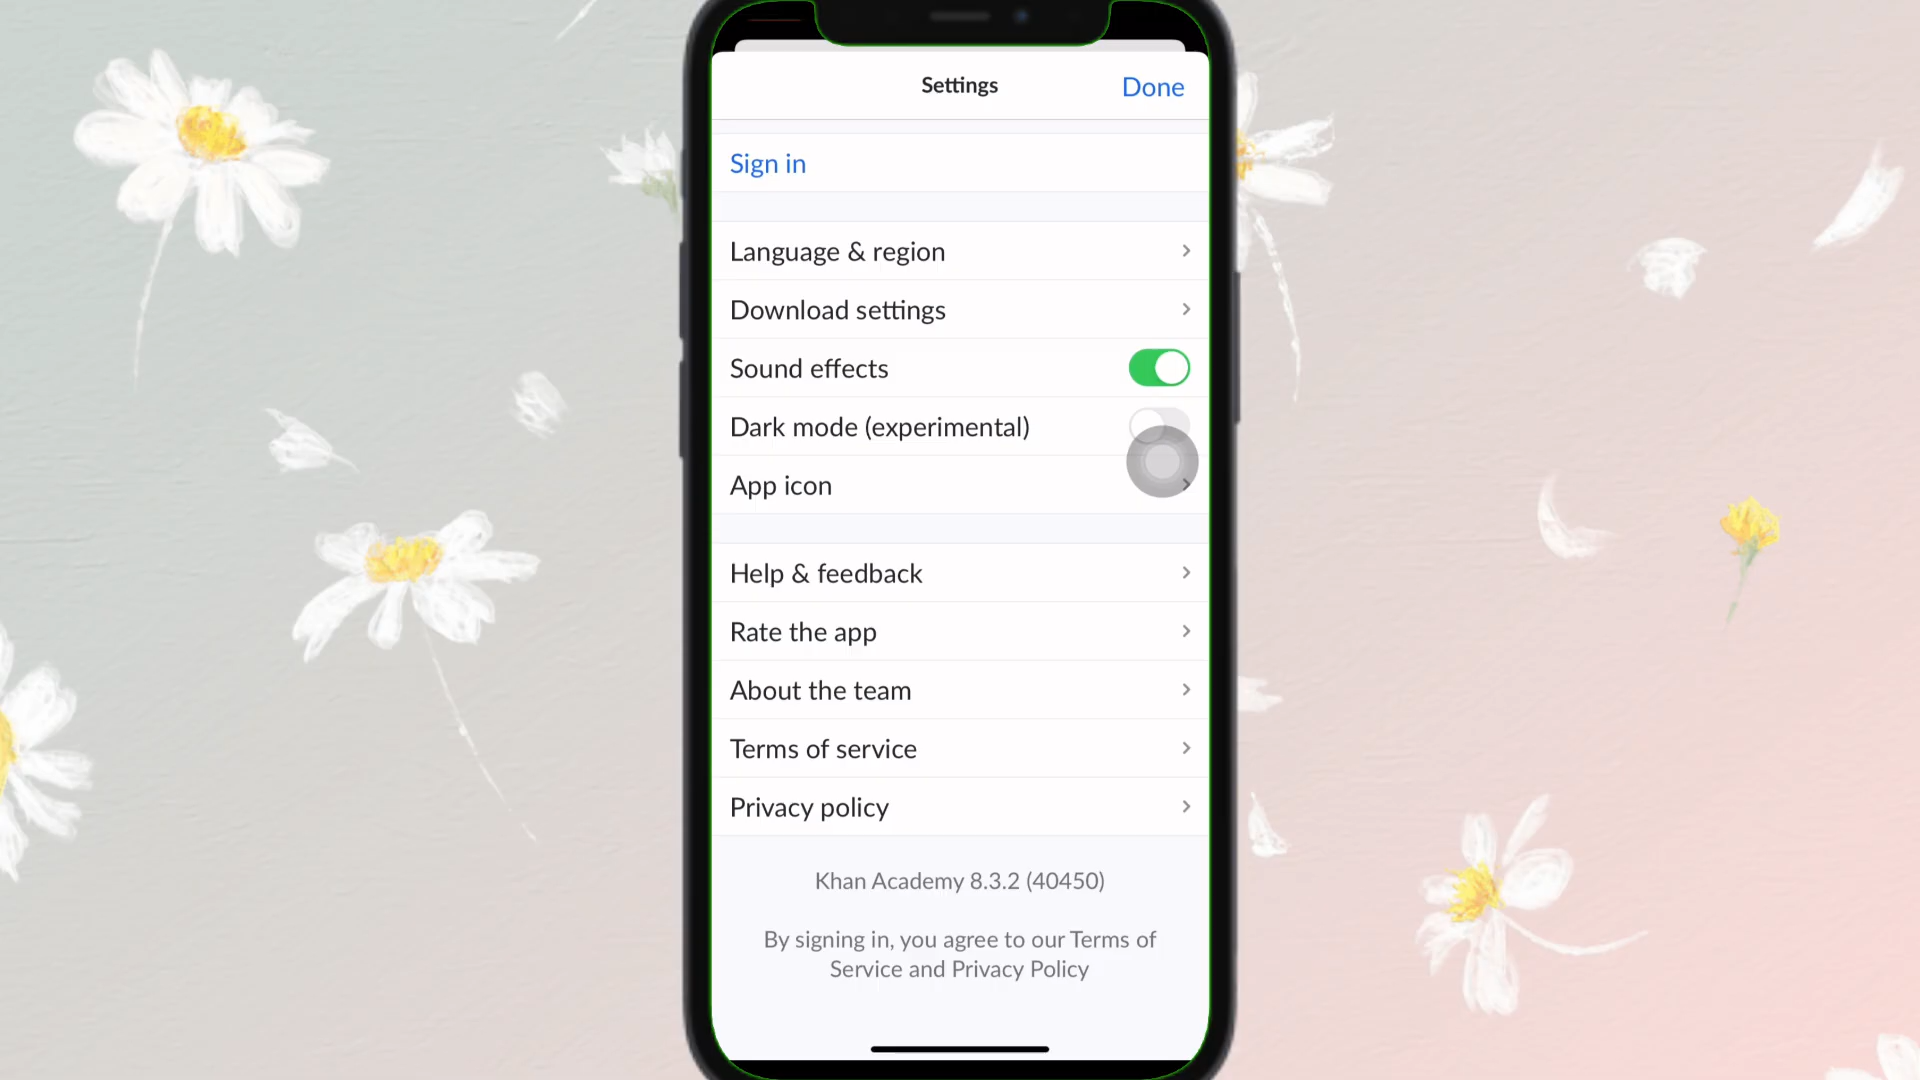 Settings
Done
Sign in
Language & region
Download settings
Sound effects
Dark mode (experimental)
App icon
Help & feedback
Rate the app
About the team
Terms of service
Privacy policy
Khan Academy 8.3.2 (40450)
By signing in, you agree to our Terms of
Service and Privacy Policy